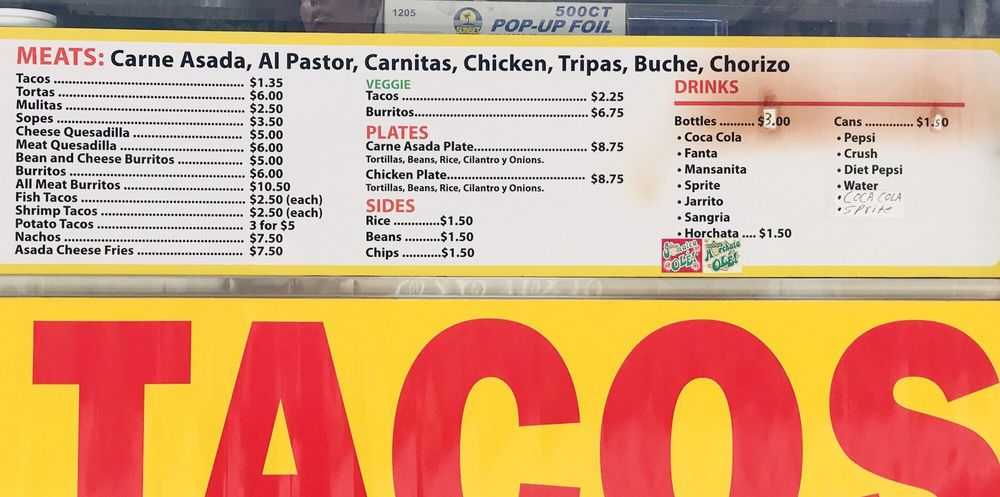 1205
SUNSET
500CT
POP-UP FOIL
MEATS: Carne Asada, Al Pastor, Carnitas, Chicken, Tripas, Buche, Chorizo
Tacos ........ $1.35
Tortas ........ $6.00
Mulitas ........ $2.50
Sopes ........ $3.50
Cheese Quesadilla ........ $5.00
Meat Quesadilla ........ $6.00
Bean and Cheese Burritos ........ $5.00
Burritos ........ $6.00
All Meat Burritos ........ $10.50
Fish Tacos ........ $2.50 (each)
Shrimp Tacos ........ $2.50 (each)
Potato Tacos ........ 3 for $5
Nachos ........ $7.50
Asada Cheese Fries ........ $7.50
VEGGIE
Tacos ........ $2.25
Burritos ........ $6.75
PLATES
Carne Asada Plate ........ $8.75
Tortillas, Beans, Rice, Cilantro y Onions.
Chicken Plate ........ $8.75
Tortillas, Beans, Rice, Cilantro y Onions.
SIDES
Rice ........ $1.50
Beans ........ $1.50
Chips ........ $1.50
DRINKS
Bottles ........ $3.00
• Coca Cola
• Fanta
• Mansanita
• Sprite
• Jarrito
• Sangria
• Horchata .... $1.50
Jamaica
OLÉ!
Horchata
OLÉ!
Cans ........ $1.50
• Pepsi
• Crush
• Diet Pepsi
• Water
• COCA COLA
• Sprite
TACOS